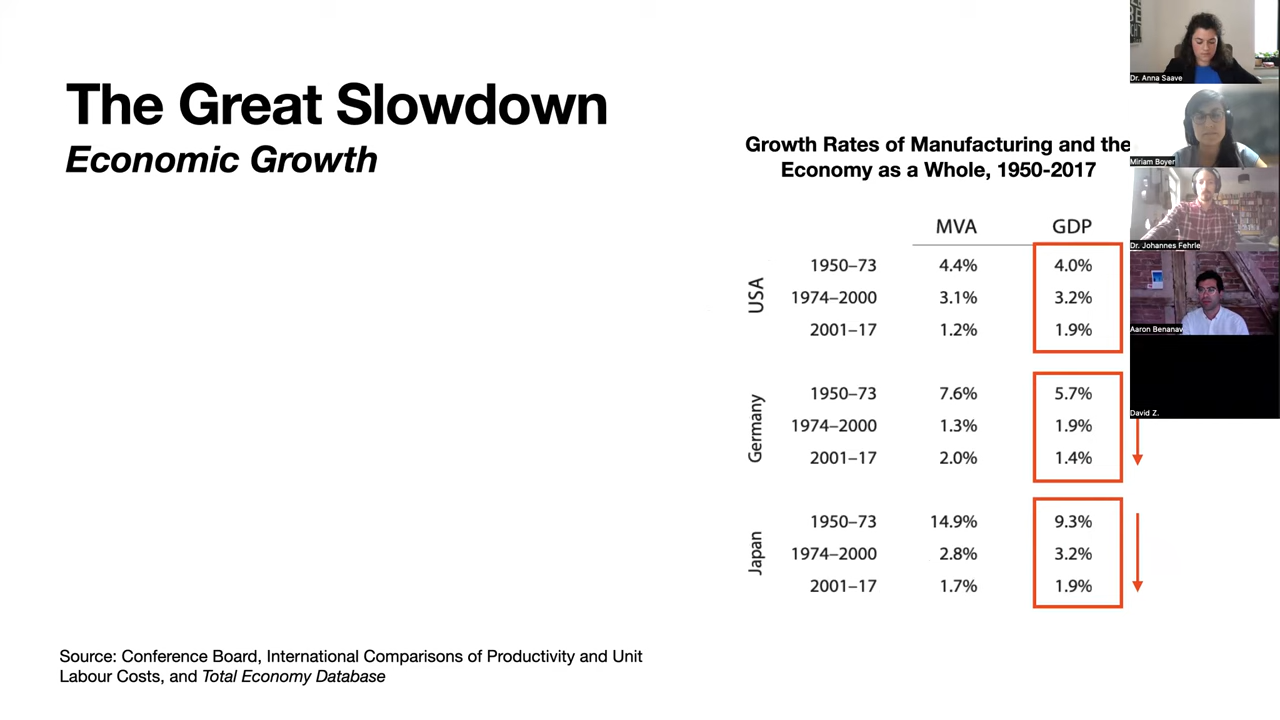 The Great Slowdown
Economic Growth
Growth Rates of Manufacturing and the
Economy as a Whole, 1950-2017
MVA GDP
USA
1950–73 4.4% 4.0%
1974–2000 3.1% 3.2%
2001–17 1.2% 1.9%
Germany
1950–73 7.6% 5.7%
1974–2000 1.3% 1.9%
2001–17 2.0% 1.4%
Japan
1950–73 14.9% 9.3%
1974–2000 2.8% 3.2%
2001–17 1.7% 1.9%
Source: Conference Board, International Comparisons of Productivity and Unit
Labour Costs, and Total Economy Database
Dr. Anna Saave
Miriam Boyer
Dr. Johannes Fehrle
Aaron Benanav
David Z.